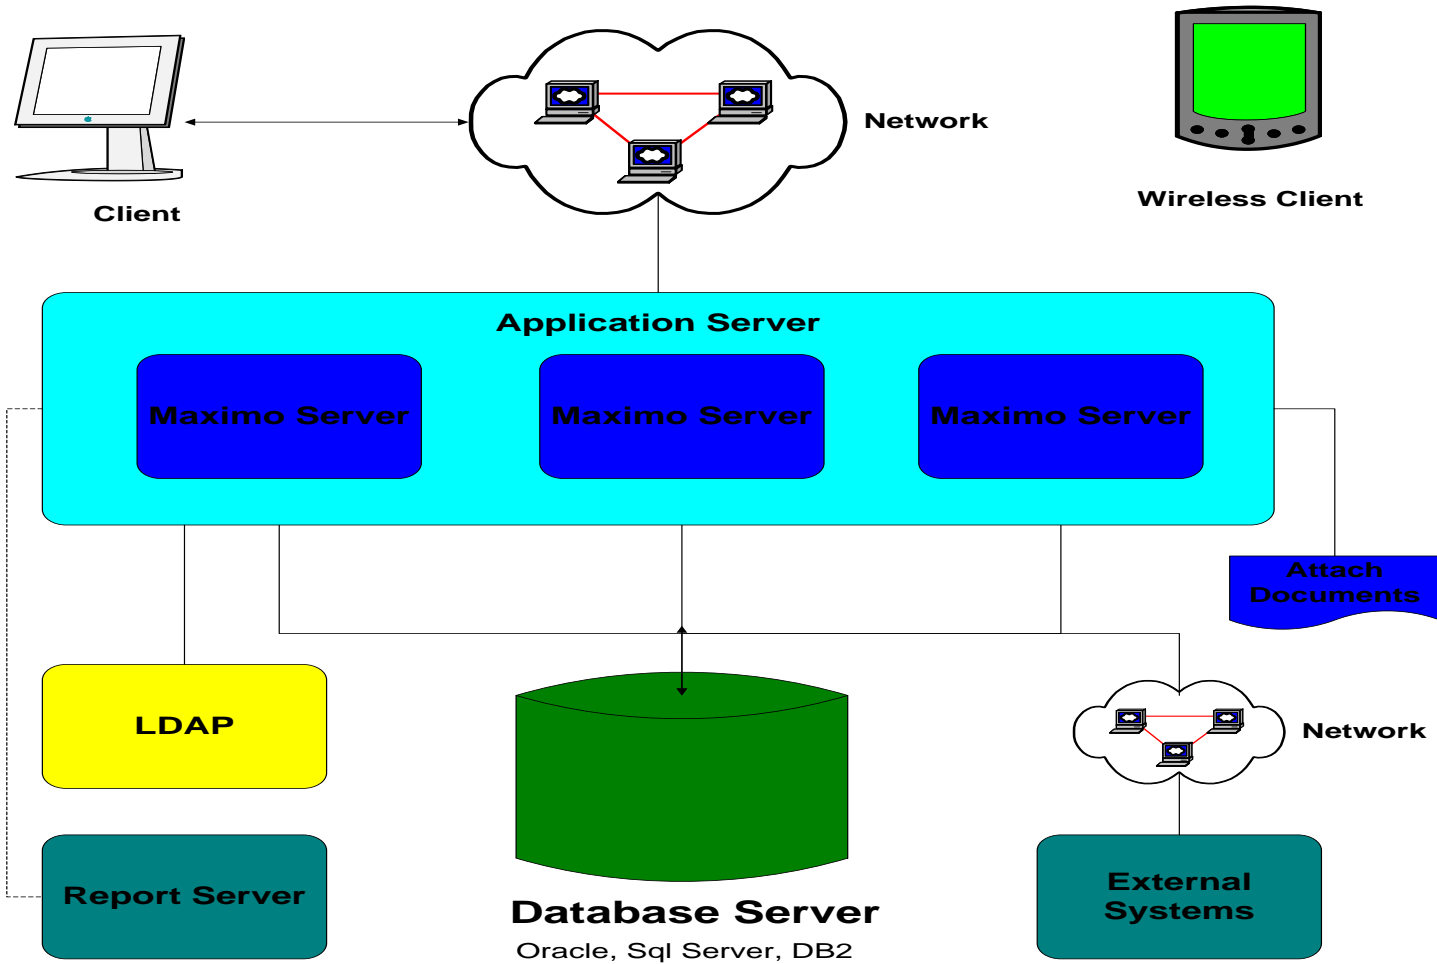 Network
Wireless Client
Client
Application Server
Maximo Server
Maximo Server
Maximo Server
Attach
Documents
LDAP
Network
Report Server
External
Systems
Database Server
Oracle, Sql Server, DB2